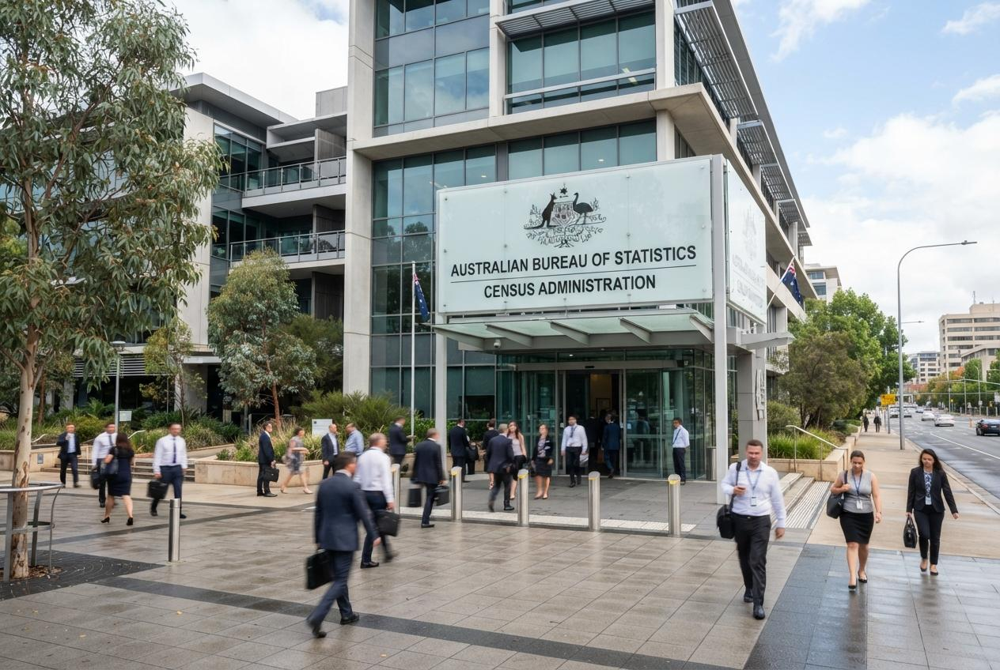 AUSTRALIAN BUREAU OF STATISTICS
CENSUS ADMINISTRATION